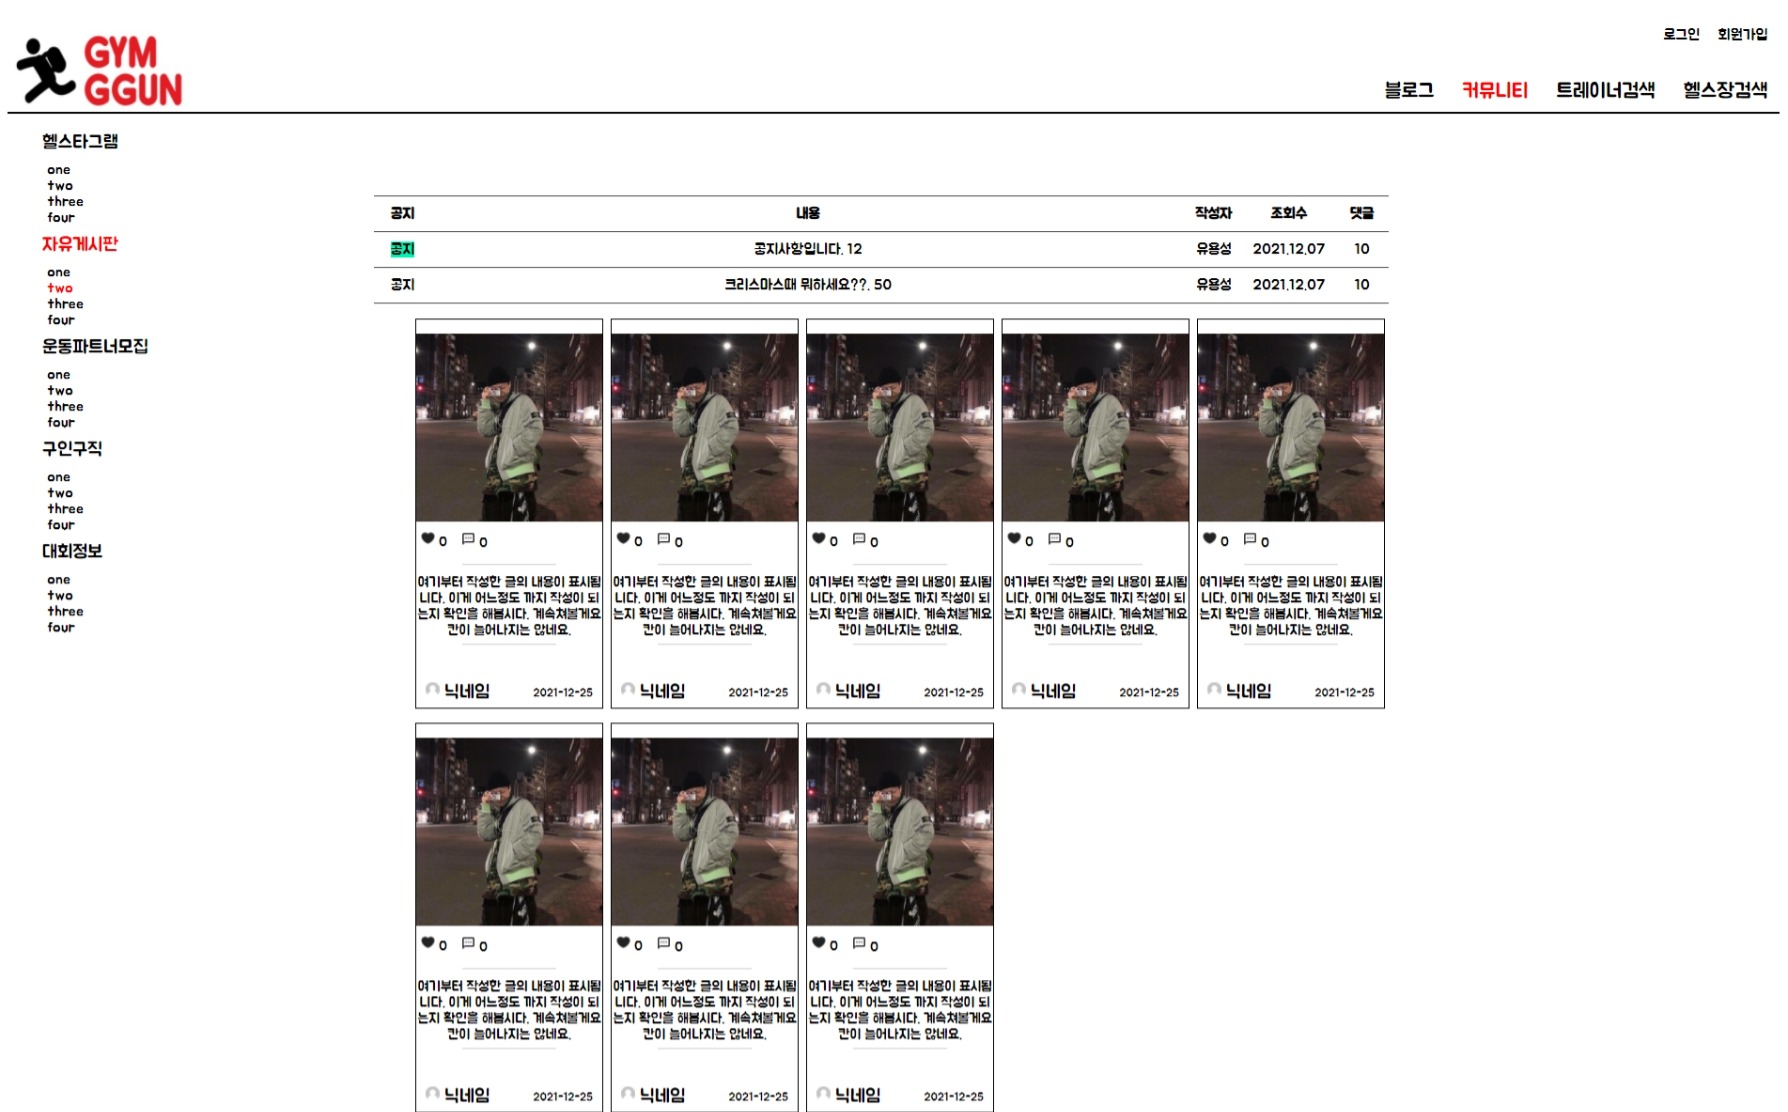 로그인 회원가입
GYM
GGUN
블로그 커뮤니티 트레이너검색 헬스장검색
헬스타그램
one
two
three
four
자유게시판
one
two
three
four
운동파트너모집
one
two
three
four
구인구직
one
two
three
four
대회정보
one
two
three
four
공지 내용 작성자 조회수 댓글
공지 공지사항입니다. 12 유용성 2021.12.07 10
공지 크리스마스때 뭐하세요??. 50 유용성 2021.12.07 10
0 0 0 0 0 0 0 0 0 0
여기부터 작성한 글의 내용이 표시됩 여기부터 작성한 글의 내용이 표시됩 여기부터 작성한 글의 내용이 표시됩 여기부터 작성한 글의 내용이 표시됩 여기부터 작성한 글의 내용이 표시됩
니다. 이게 어느정도 까지 작성이 되 니다. 이게 어느정도 까지 작성이 되 니다. 이게 어느정도 까지 작성이 되 니다. 이게 어느정도 까지 작성이 되 니다. 이게 어느정도 까지 작성이 되
는지 확인을 해봅시다. 계속쳐볼게요 는지 확인을 해봅시다. 계속쳐볼게요 는지 확인을 해봅시다. 계속쳐볼게요 는지 확인을 해봅시다. 계속쳐볼게요 는지 확인을 해봅시다. 계속쳐볼게요
칸이 늘어나지는 않네요. 칸이 늘어나지는 않네요. 칸이 늘어나지는 않네요. 칸이 늘어나지는 않네요. 칸이 늘어나지는 않네요.
닉네임 2021-12-25 닉네임 2021-12-25 닉네임 2021-12-25 닉네임 2021-12-25 닉네임 2021-12-25
0 0 0 0 0 0
여기부터 작성한 글의 내용이 표시됩 여기부터 작성한 글의 내용이 표시됩 여기부터 작성한 글의 내용이 표시됩
니다. 이게 어느정도 까지 작성이 되 니다. 이게 어느정도 까지 작성이 되 니다. 이게 어느정도 까지 작성이 되
는지 확인을 해봅시다. 계속쳐볼게요 는지 확인을 해봅시다. 계속쳐볼게요 는지 확인을 해봅시다. 계속쳐볼게요
칸이 늘어나지는 않네요. 칸이 늘어나지는 않네요. 칸이 늘어나지는 않네요.
닉네임 2021-12-25 닉네임 2021-12-25 닉네임 2021-12-25